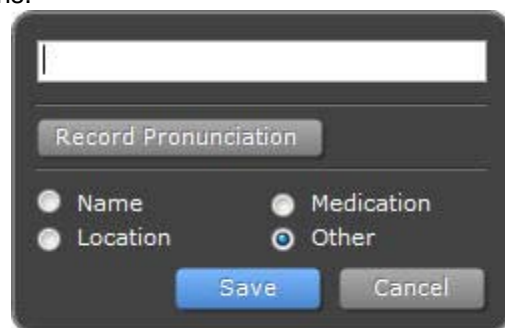 Record Pronunciation
Name
Medication
Location
Other
Save
Cancel